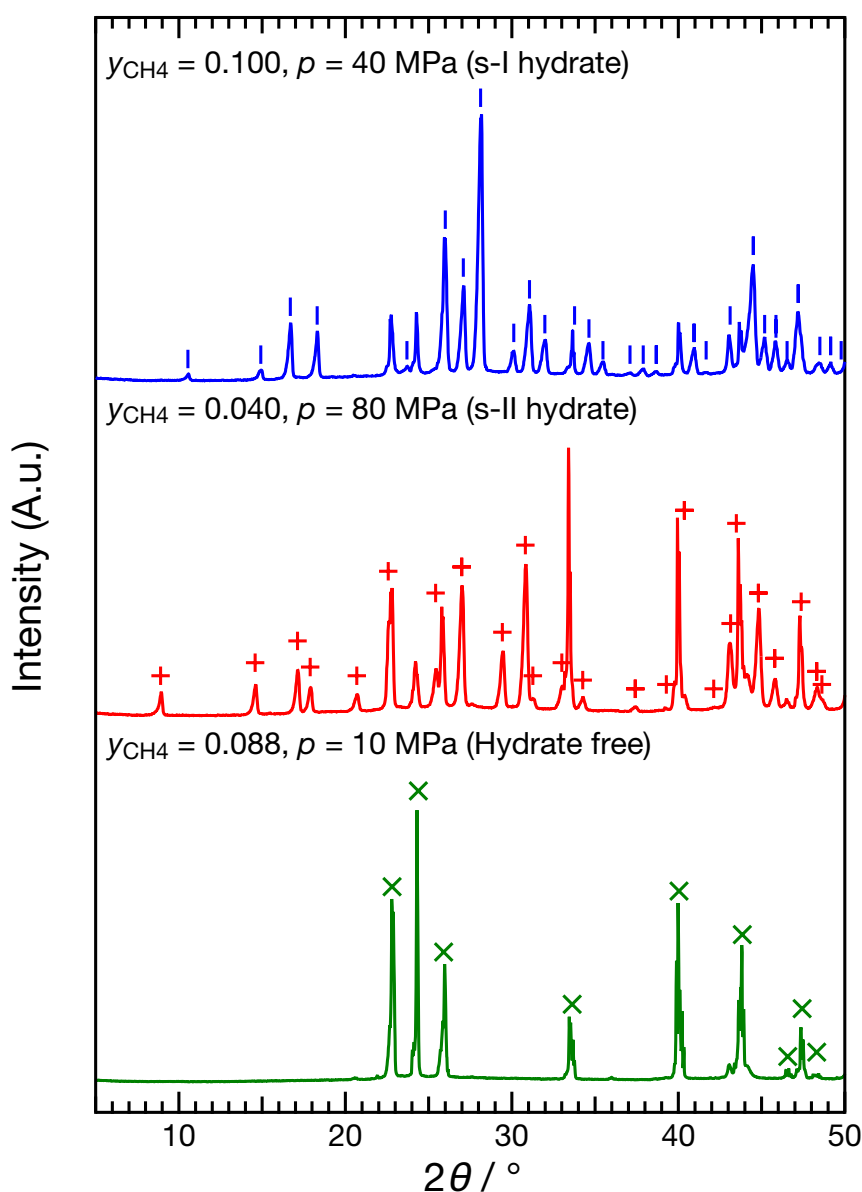 yCH4 = 0.100, p = 40 MPa (s-I hydrate)
yCH4 = 0.040, p = 80 MPa (s-II hydrate)
yCH4 = 0.088, p = 10 MPa (Hydrate free)
Intensity (A.u.)
10 20 30 40 50
2θ / °